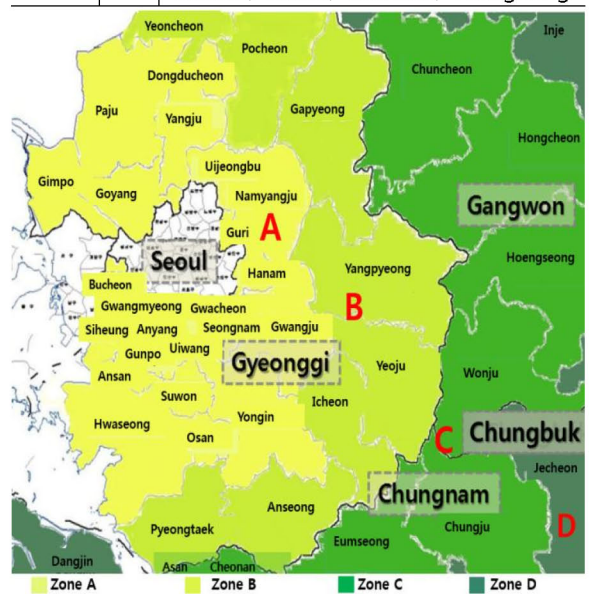 Yeoncheon
Inje
Pocheon
Chuncheon
Dongducheon
Paju
Yangju
Gapyeong
Hongcheon
Uijeongbu
Gimpo
Goyang
Namyangju
Gangwon
Guri
A
Seoul
Hanam
Yangpyeong
Hoengseong
Bucheon
Gwangmyeong
Gwacheon
B
Siheung
Anyang
Seongnam
Gwangju
Gunpo
Uiwang
Gyeonggi
Yeoju
Ansan
Wonju
Suwon
Icheon
Hwaseong
Yongin
Osan
C
Chungbuk
Jecheon
Chungnam
Anseong
Pyeongtaek
Chungju
D
Eumseong
Dangjin
Asan
Cheonan
Zone A
Zone B
Zone C
Zone D